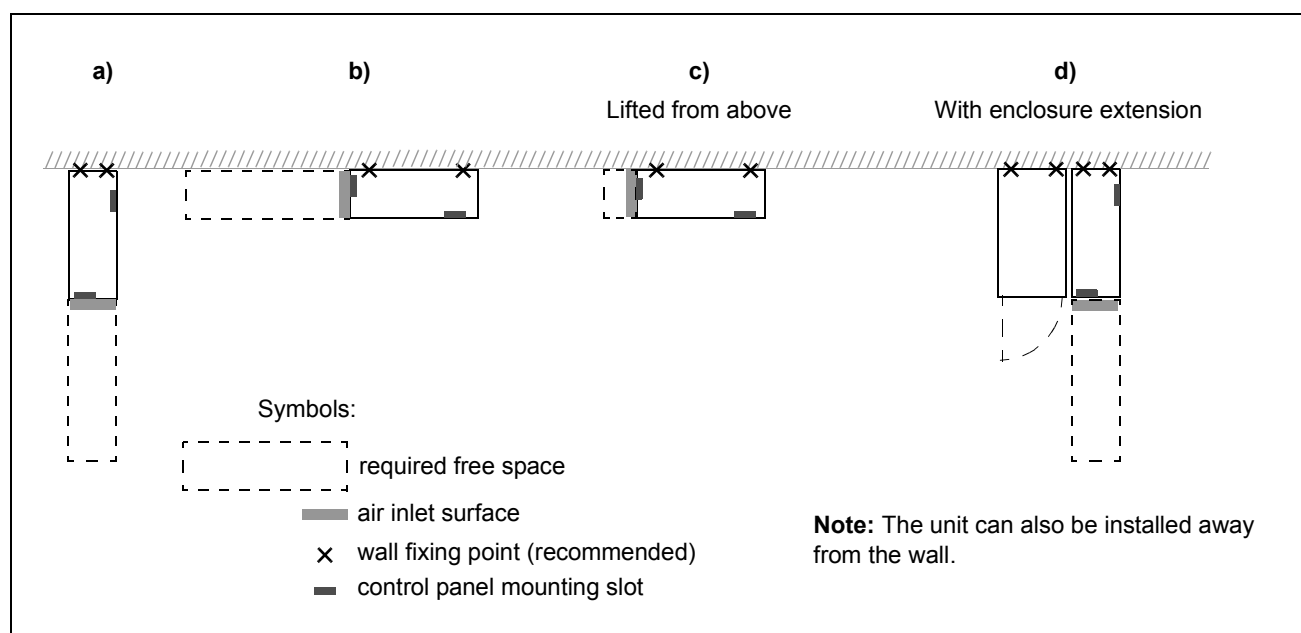 a)
b)
c)
d)
Lifted from above
With enclosure extension
Symbols:
required free space
air inlet surface
wall fixing point (recommended)
control panel mounting slot
Note: The unit can also be installed away
from the wall.